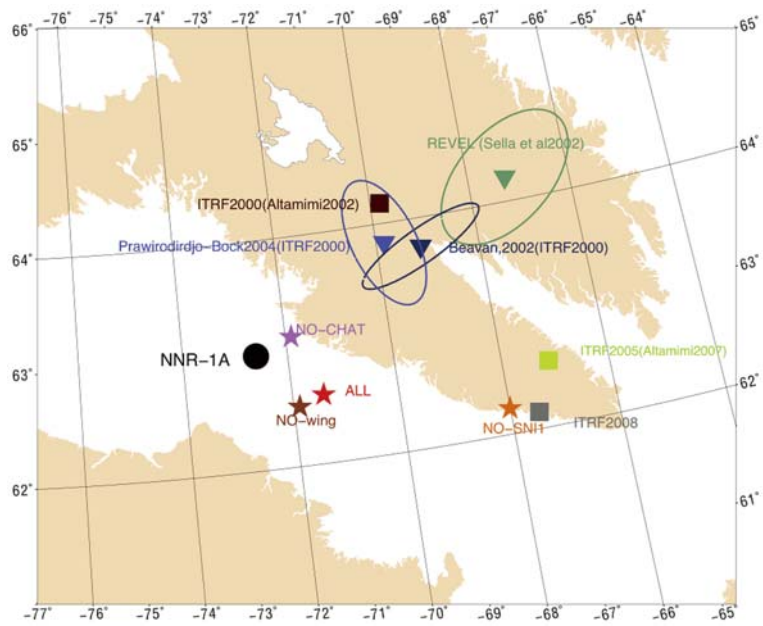 -76° -75° -74° -73° -72° -71° -70° -69° -68° -67° -66° -65° -64°
66° 65°
REVEL (Sella et al2002)
65° 64°
ITRF2000(Altamimi2002)
Prawirodirdjo-Bock2004(ITRF2000) Beavan,2002(ITRF2000)
64° 63°
NO-CHAT
NNR-1A
ITRF2005(Altamimi2007)
63° 62°
ALL
NO-wing NO-SNI1 ITRF2008
62° 61°
-77° -76° -75° -74° -73° -72° -71° -70° -69° -68° -67° -66°